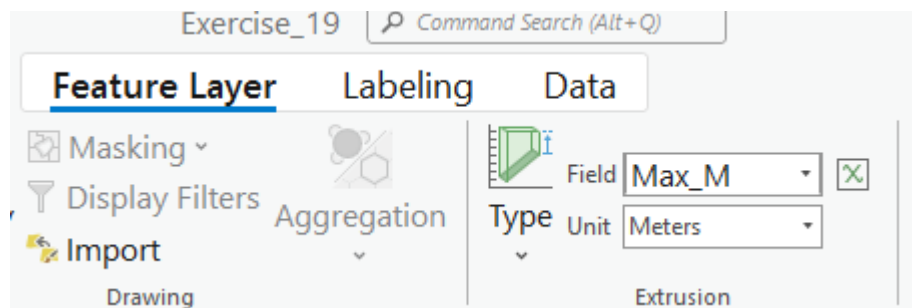 Exercise_19
Command Search (Alt+Q)
Feature Layer Labeling Data
Masking
Display Filters
Import
Aggregation
Drawing
Type
Field Max_M
Unit Meters
Extrusion